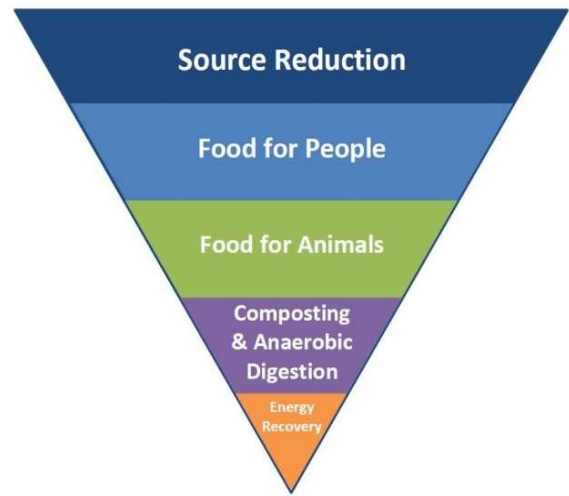 Source Reduction
Food for People
Food for Animals
Composting
& Anaerobic
Digestion
Energy
Recovery